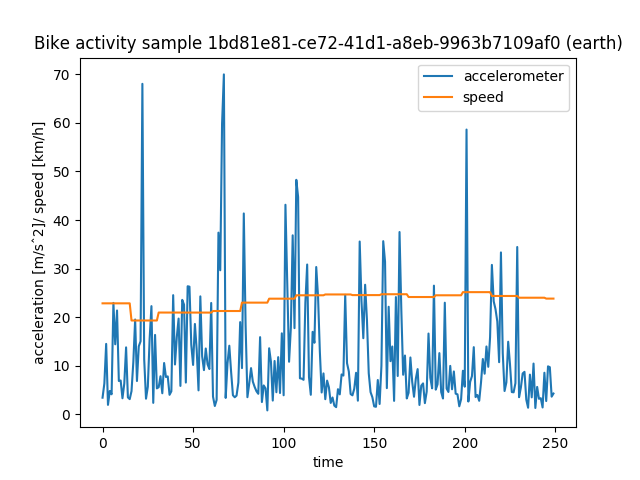 Bike activity sample 1bd81e81-ce72-41d1-a8eb-9963b7109af0 (earth)
accelerometer
speed
acceleration [m/s^2]/ speed [km/h]
70
60
50
40
30
20
10
0
0 50 100 150 200 250
time